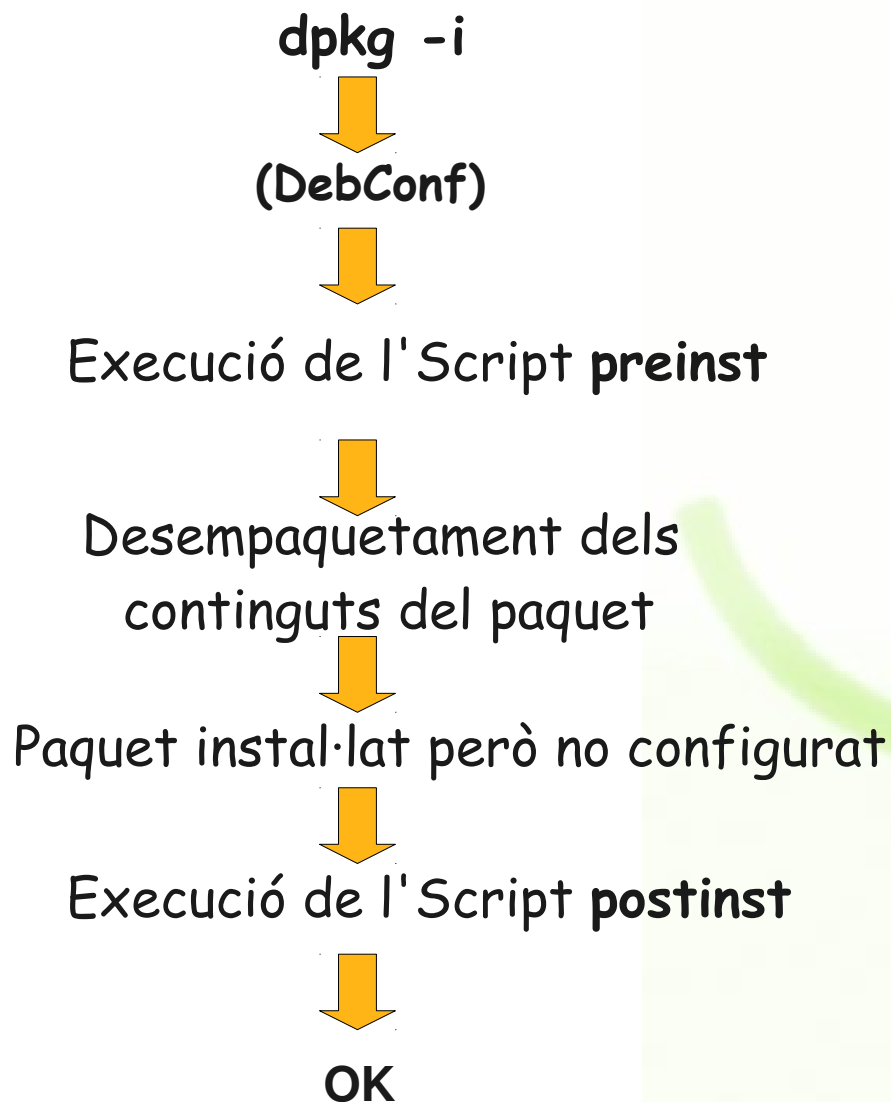 dpkg -i
(DebConf)
Execució de l'Script preinst
Desempaquetament dels
continguts del paquet
Paquet instal·lat però no configurat
Execució de l'Script postinst
OK